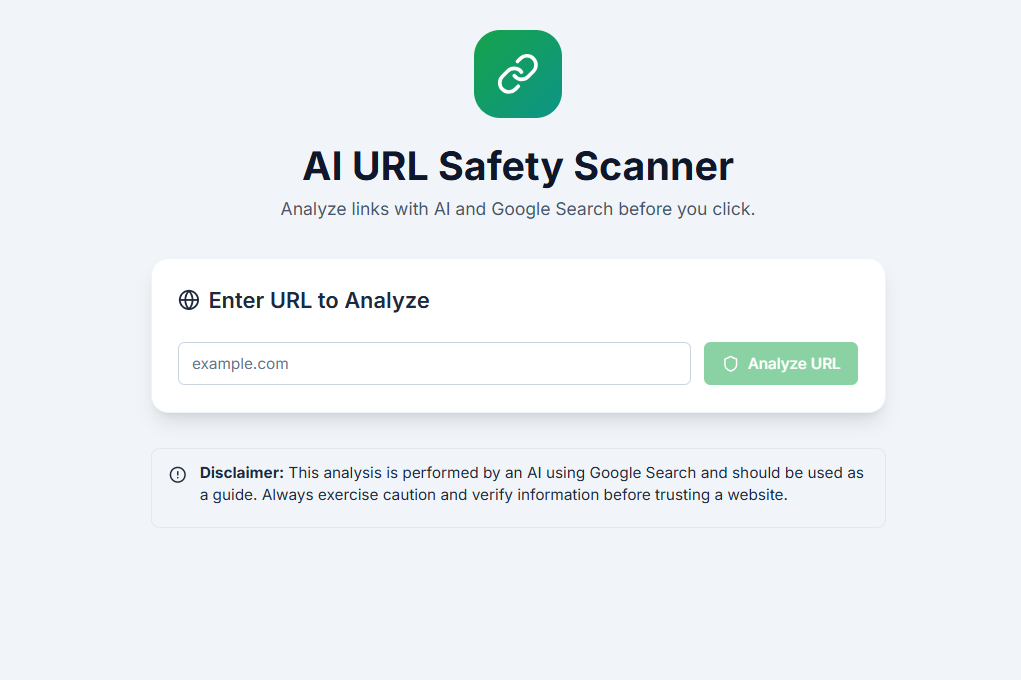 AI URL Safety Scanner
Analyze links with AI and Google Search before you click.
Enter URL to Analyze
example.com
Analyze URL
Disclaimer: This analysis is performed by an AI using Google Search and should be used as
a guide. Always exercise caution and verify information before trusting a website.